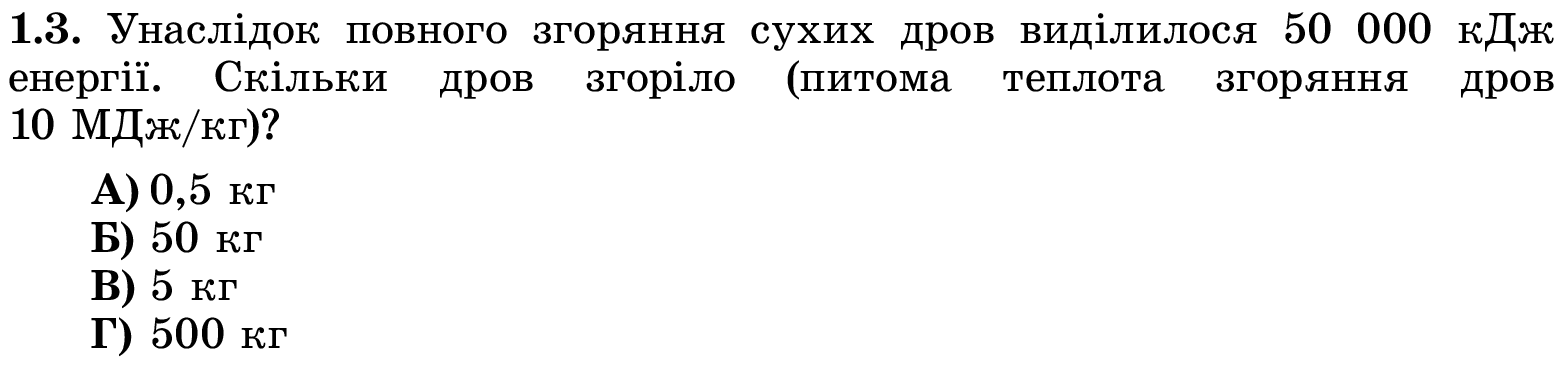 1.3. Унаслідок повного згоряння сухих дров виділилося 50 000 кДж
енергії. Скільки дров згоріло (питома теплота згоряння дров
10 МДж/кг)?
А) 0,5 кг
Б) 50 кг
В) 5 кг
Г) 500 кг